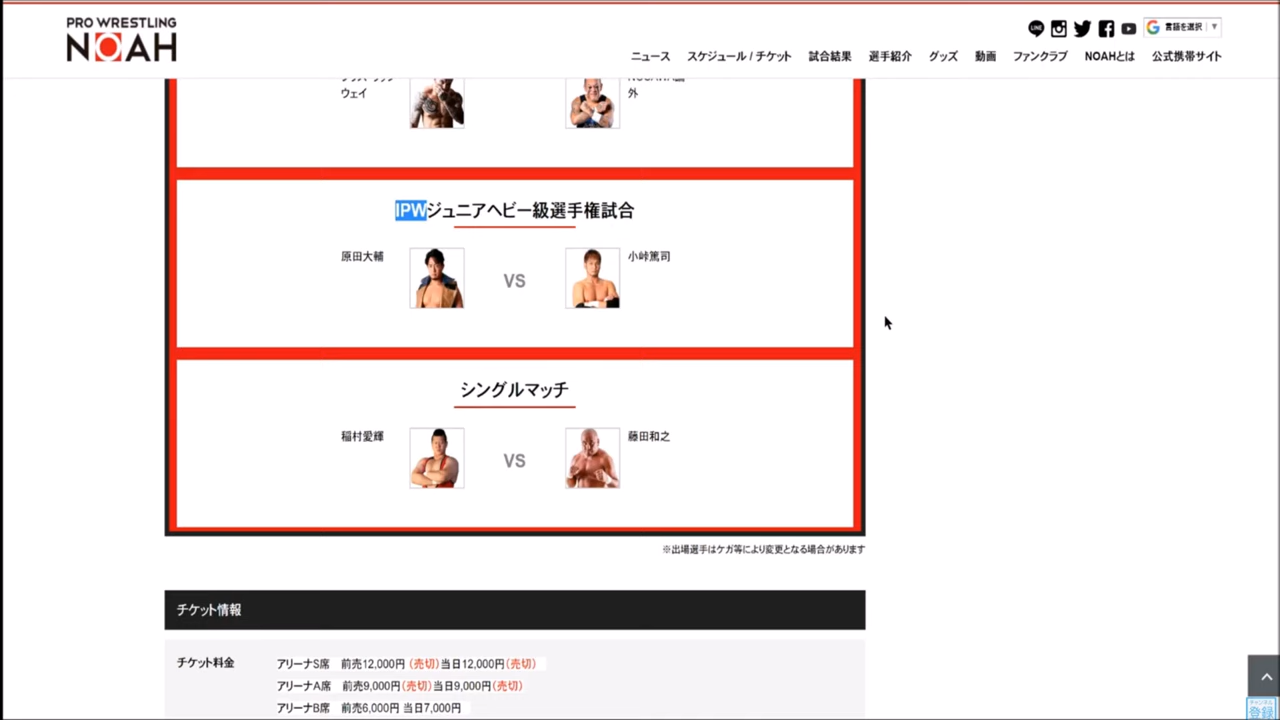 PRO WRESTLING
NOAH
言語を選択 ▼
ニュース スケジュール / チケット 試合結果 選手紹介 グッズ 動画 ファンクラブ NOAHとは 公式携帯サイト
ウェイ
外
IPWジュニアヘビー級選手権試合
原田大輔 VS 小峠篤司
シングルマッチ
稲村愛輝 VS 藤田和之
※出場選手はケガ等により変更となる場合があります
チケット情報
チケット料金 アリーナS席 前売12,000円 (売切)当日12,000円(売切)
アリーナA席 前売9,000円(売切)当日9,000円(売切)
アリーナB席 前売6,000円 当日7,000円
チャンネル
登録